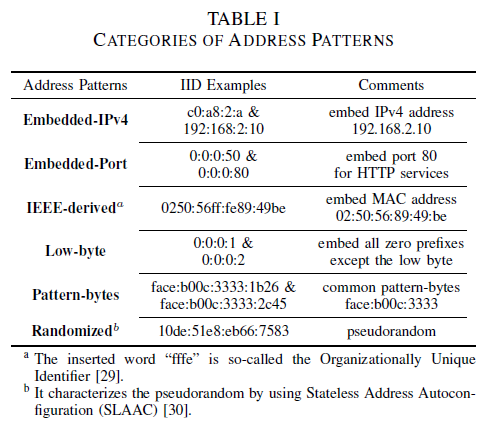 TABLE I
CATEGORIES OF ADDRESS PATTERNS
Address Patterns IID Examples Comments
Embedded-IPv4 c0:a8:2:a & embed IPv4 address
192:168:2:10 192.168.2.10
Embedded-Port 0:0:0:50 & embed port 80
0:0:0:80 for HTTP services
IEEE-derived^a 0250:56ff:fe89:49be embed MAC address
02:50:56:89:49:be
Low-byte 0:0:0:1 & embed all zero prefixes
0:0:0:2 except the low byte
Pattern-bytes face:b00c:3333:1b26 & common pattern-bytes
face:b00c:3333:2c45 face:b00c:3333
Randomized^b 10de:51e8:eb66:7583 pseudorandom
^a The inserted word “fffe” is so-called the Organizationally Unique
Identifier [29].
^b It characterizes the pseudorandom by using Stateless Address Autocon-
figuration (SLAAC) [30].